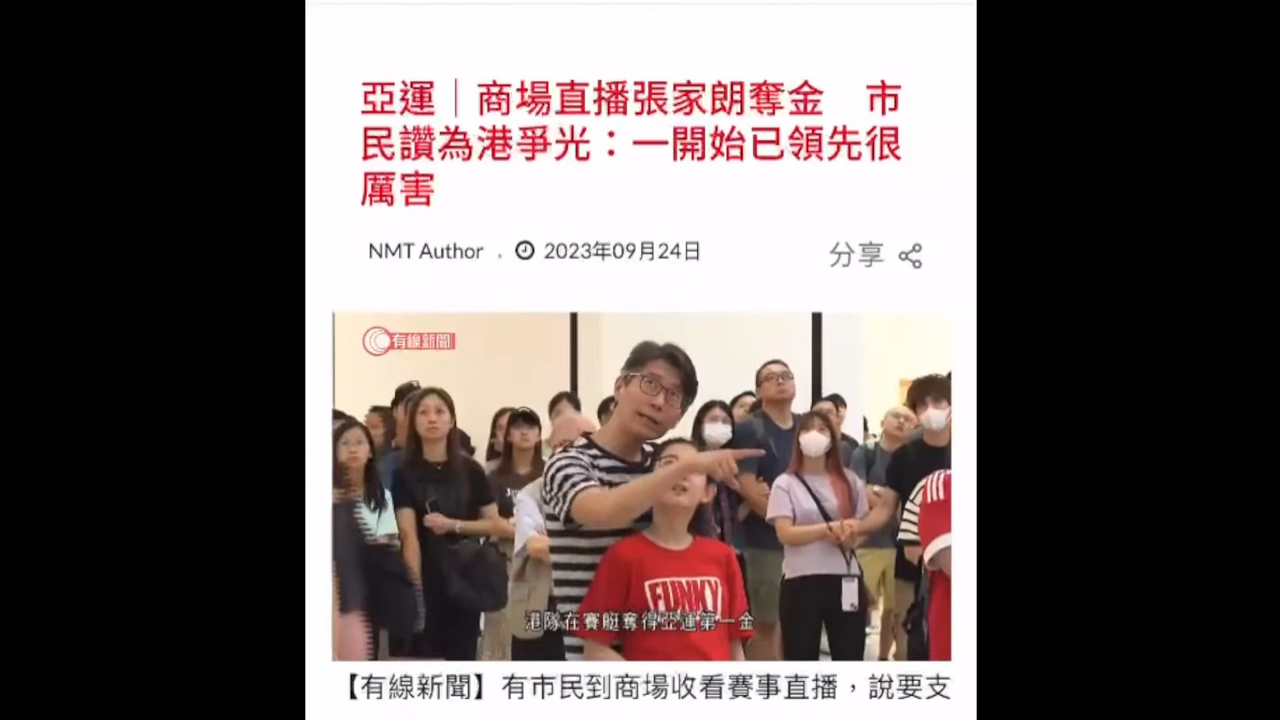 亞運｜商場直播張家朗奪金　市
民讚為港爭光：一開始已領先很
厲害
NMT Author . 2023年09月24日
分享
有線新聞
FUNKY
港隊在賽艇奪得亞運第一金
【有線新聞】有市民到商場收看賽事直播，說要支